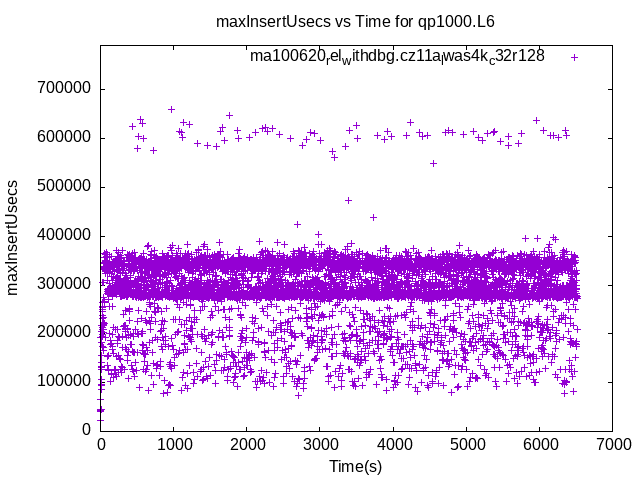 maxInsertUsecs vs Time for qp1000.L6
ma100620relwithdbg.cz11alwas4kc32r128
700000
600000
500000
400000
300000
200000
100000
0
maxInsertUsecs
0 1000 2000 3000 4000 5000 6000 7000
Time(s)